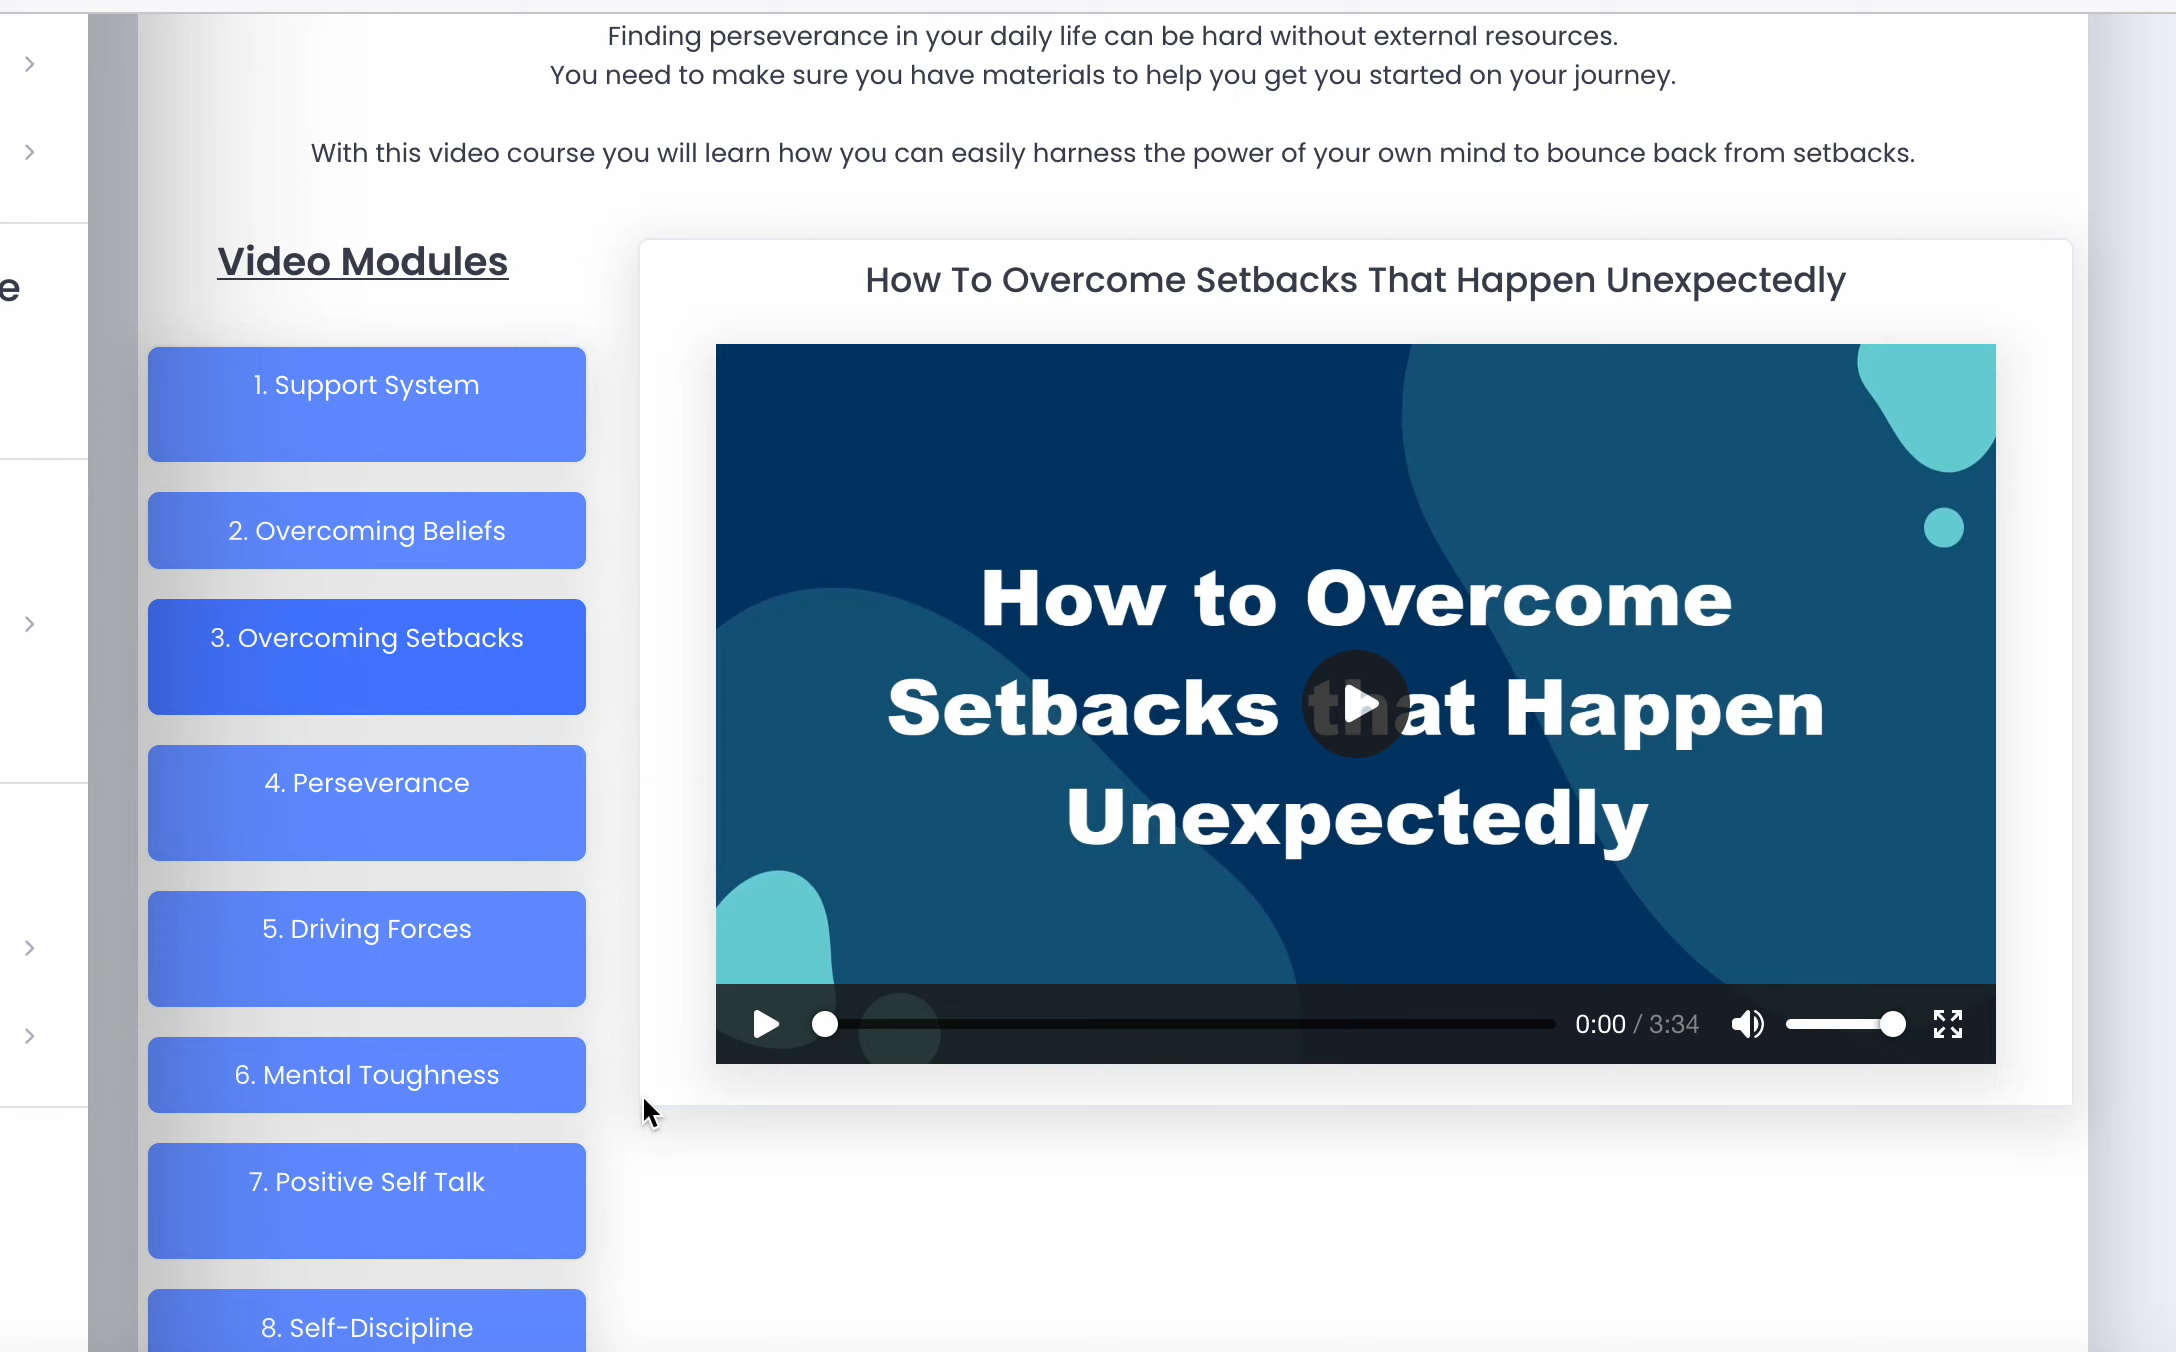 Finding perseverance in your daily life can be hard without external resources.
You need to make sure you have materials to help you get you started on your journey.
With this video course you will learn how you can easily harness the power of your own mind to bounce back from setbacks.
e
Video Modules
1. Support System
2. Overcoming Beliefs
3. Overcoming Setbacks
4. Perseverance
5. Driving Forces
6. Mental Toughness
7. Positive Self Talk
8. Self-Discipline
How To Overcome Setbacks That Happen Unexpectedly
How to Overcome
Setbacks that Happen
Unexpectedly
0:00 / 3:34